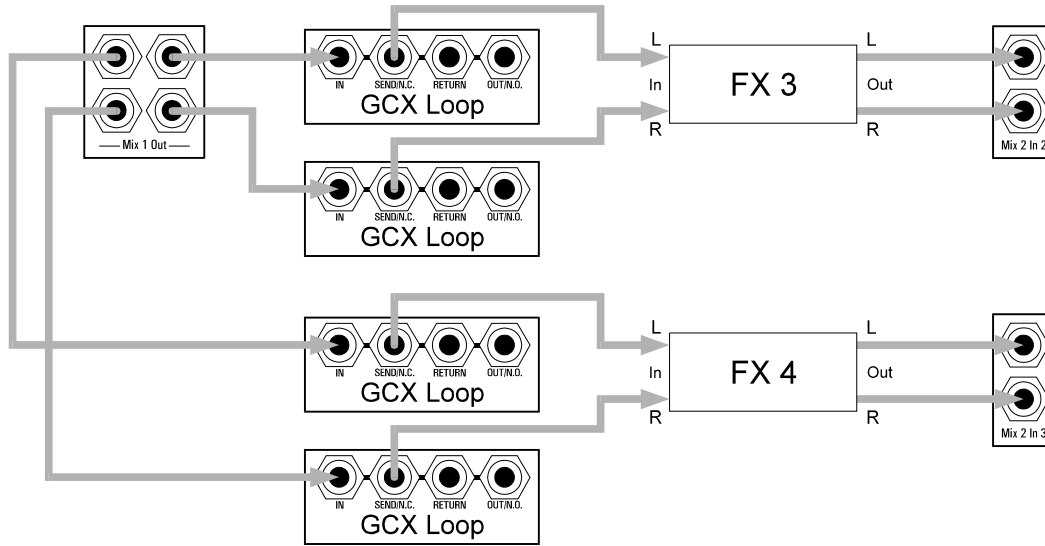 Mix 1 Out
IN SEND/N.C. RETURN OUT/N.O.
GCX Loop
L
In
R
FX 3
L
Out
R
Mix 2 In 2
IN SEND/N.C. RETURN OUT/N.O.
GCX Loop
IN SEND/N.C. RETURN OUT/N.O.
GCX Loop
L
In
R
FX 4
L
Out
R
Mix 2 In 3
IN SEND/N.C. RETURN OUT/N.O.
GCX Loop